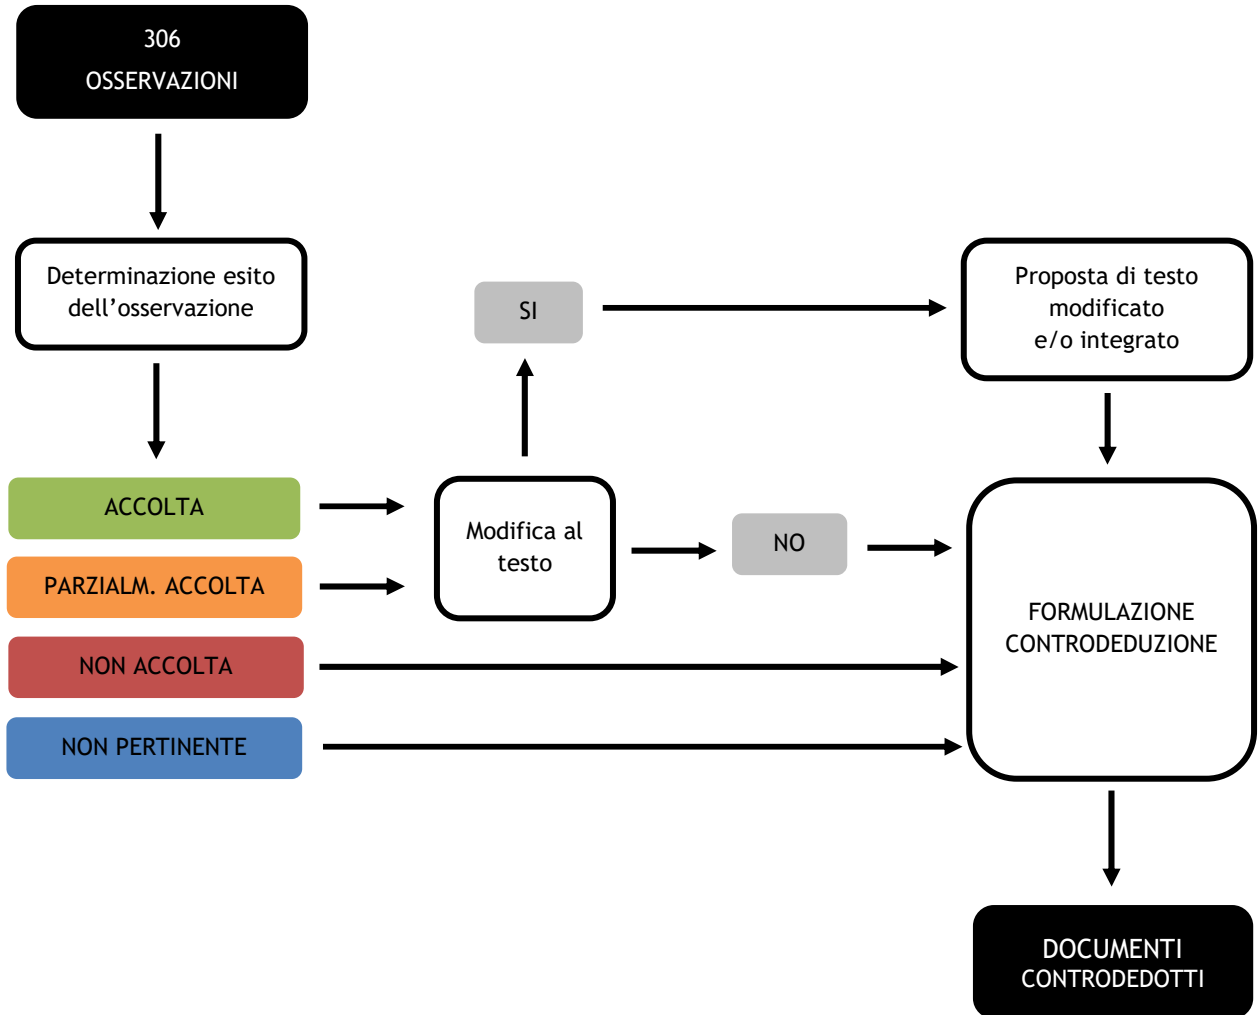 306
OSSERVAZIONI
Determinazione esito
dell’osservazione
SI
Proposta di testo
modificato
e/o integrato
ACCOLTA
PARZIALM. ACCOLTA
NON ACCOLTA
NON PERTINENTE
Modifica al
testo
NO
FORMULAZIONE
CONTRODEDUZIONE
DOCUMENTI
CONTRODEDOTTI